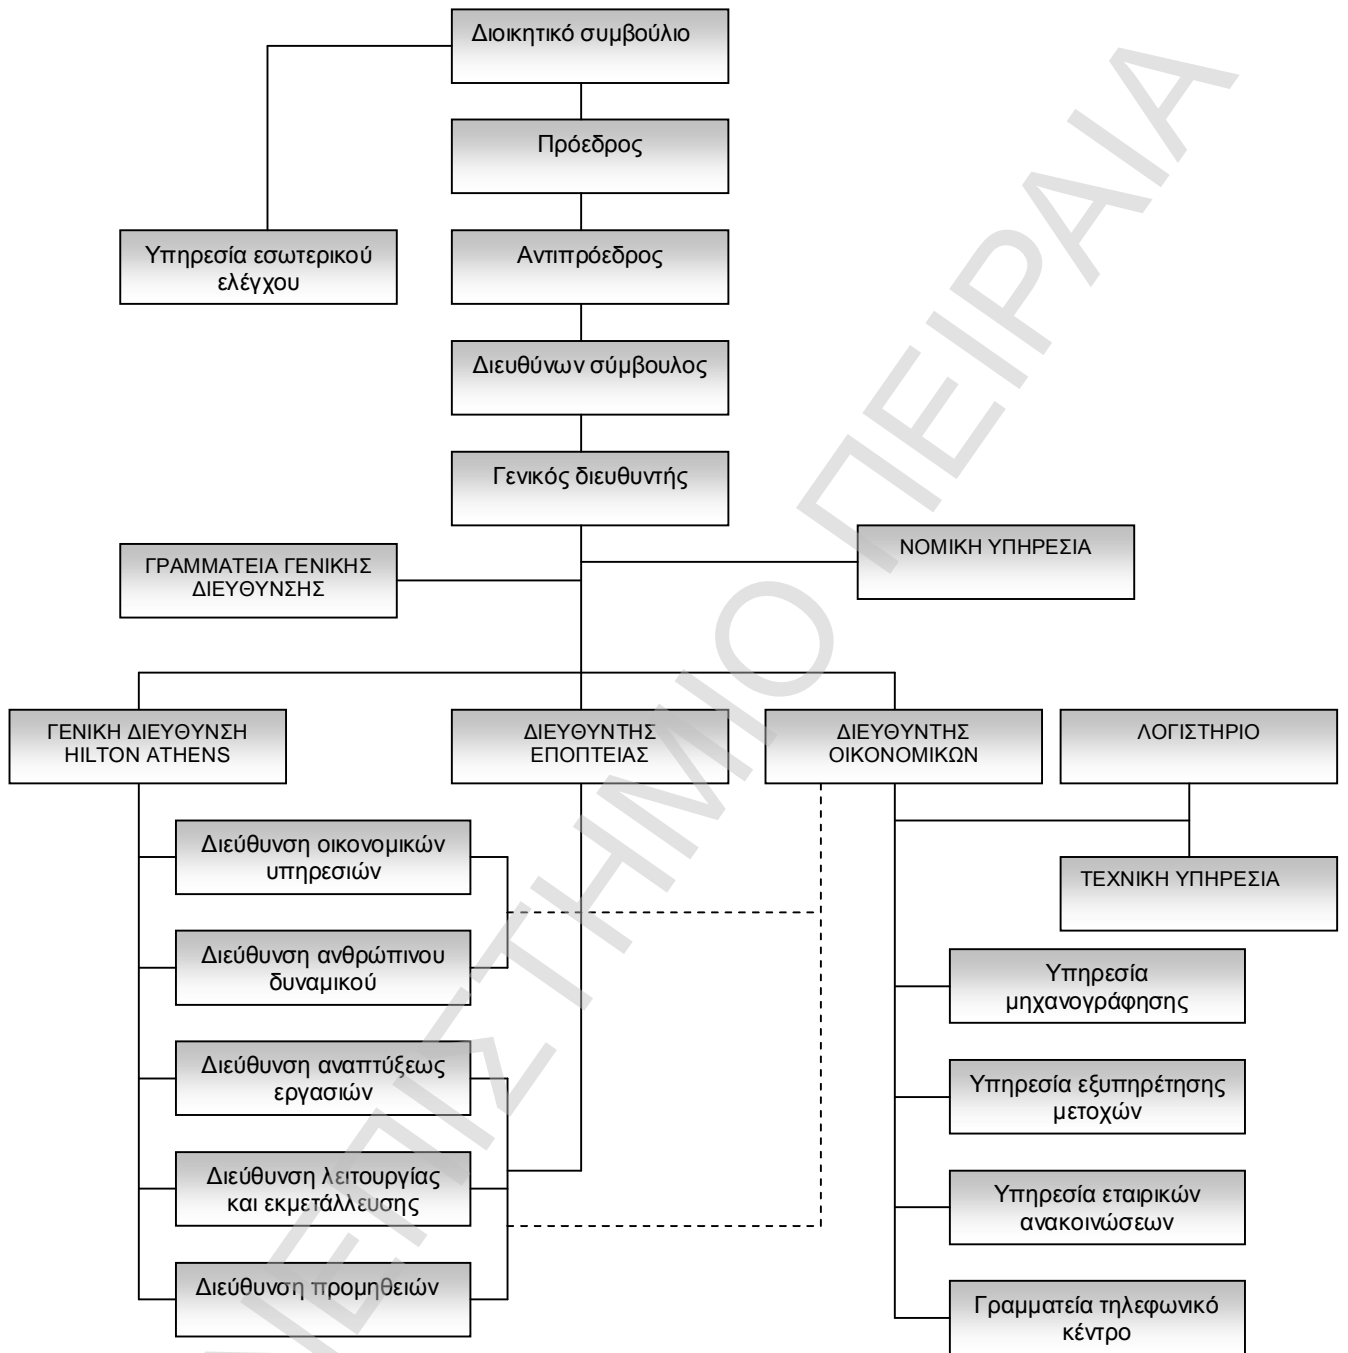 Διοικητικό συμβούλιο
Πρόεδρος
Υπηρεσία εσωτερικού
ελέγχου
Αντιπρόεδρος
Διευθύνων σύμβουλος
Γενικός διευθυντής
ΓΡΑΜΜΑΤΕΙΑ ΓΕΝΙΚΗΣ
ΔΙΕΥΘΥΝΣΗΣ
ΝΟΜΙΚΗ ΥΠΗΡΕΣΙΑ
ΓΕΝΙΚΗ ΔΙΕΥΘΥΝΣΗ
HILTON ATHENS
ΔΙΕΥΘΥΝΤΗΣ
ΕΠΟΠΤΕΙΑΣ
ΔΙΕΥΘΥΝΤΗΣ
ΟΙΚΟΝΟΜΙΚΩΝ
ΛΟΓΙΣΤΗΡΙΟ
Διεύθυνση οικονομικών
υπηρεσιών
ΤΕΧΝΙΚΗ ΥΠΗΡΕΣΙΑ
Διεύθυνση ανθρώπινου
δυναμικού
Υπηρεσία
μηχανογράφησης
Διεύθυνση αναπτύξεως
εργασιών
Υπηρεσία εξυπηρέτησης
μετοχών
Διεύθυνση λειτουργίας
και εκμετάλλευσης
Υπηρεσία εταιρικών
ανακοινώσεων
Διεύθυνση προμηθειών
Γραμματεία τηλεφωνικό
κέντρο
ΠΕΙΡΑΙΑ